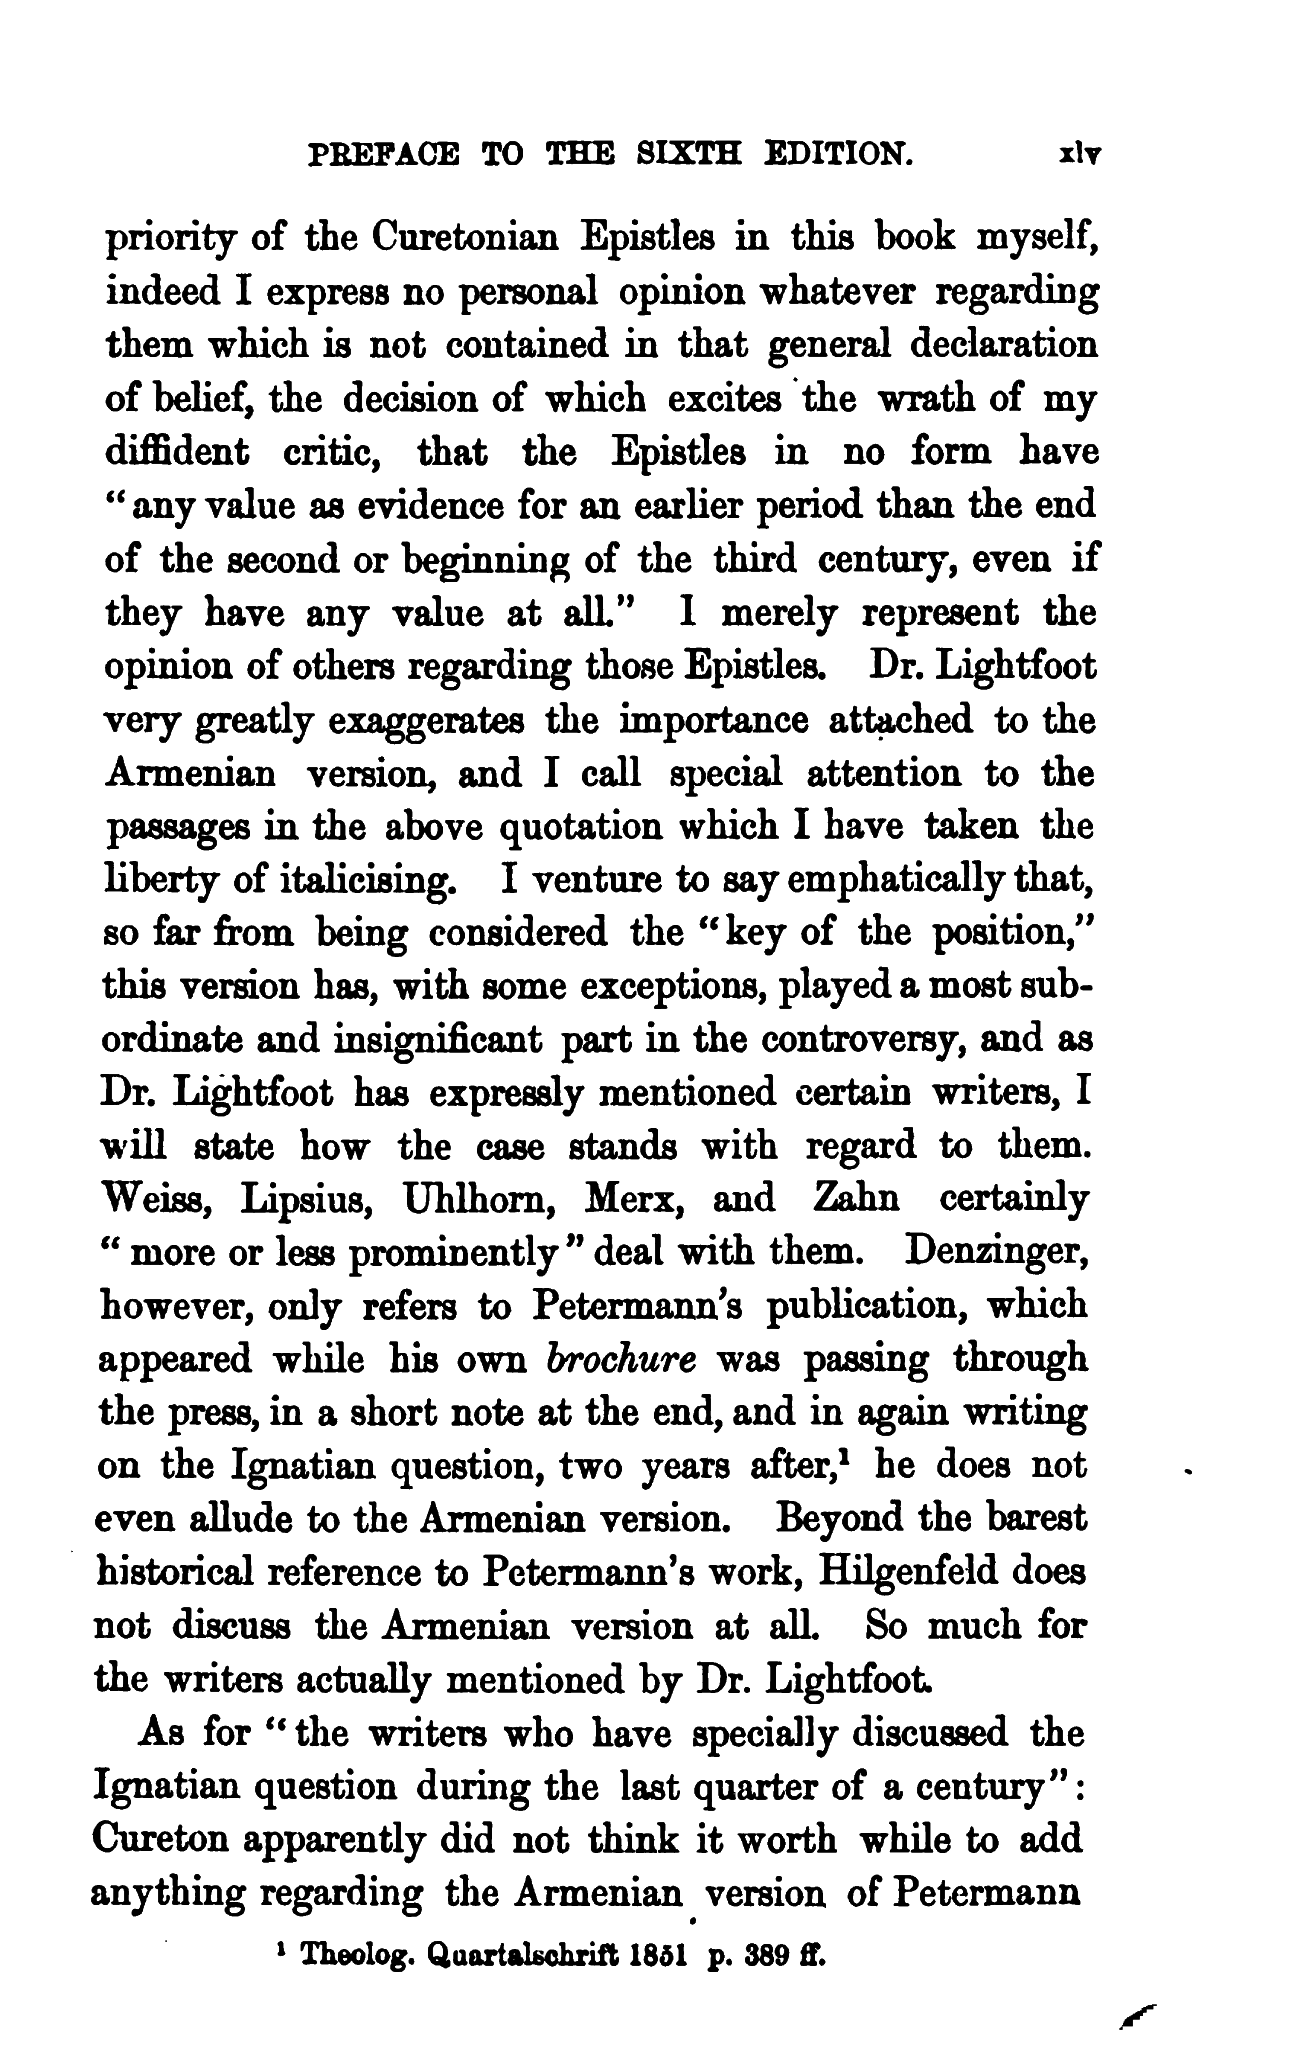 PREFACE TO THE SIXTH EDITION. xlv
priority of the Curetonian Epistles in this book myself,
indeed I express no personal opinion whatever regarding
them which is not contained in that general declaration
of belief, the decision of which excites the wrath of my
diffident critic, that the Epistles in no form have
“any value as evidence for an earlier period than the end
of the second or beginning of the third century, even if
they have any value at all.” I merely represent the
opinion of others regarding those Epistles. Dr. Lightfoot
very greatly exaggerates the importance attached to the
Armenian version, and I call special attention to the
passages in the above quotation which I have taken the
liberty of italicising. I venture to say emphatically that,
so far from being considered the “key of the position,”
this version has, with some exceptions, played a most sub-
ordinate and insignificant part in the controversy, and as
Dr. Lightfoot has expressly mentioned certain writers, I
will state how the case stands with regard to them.
Weiss, Lipsius, Uhlhorn, Merx, and Zahn certainly
“more or less prominently” deal with them. Denzinger,
however, only refers to Petermann's publication, which
appeared while his own brochure was passing through
the press, in a short note at the end, and in again writing
on the Ignatian question, two years after,¹ he does not
even allude to the Armenian version. Beyond the barest
historical reference to Petermann's work, Hilgenfeld does
not discuss the Armenian version at all. So much for
the writers actually mentioned by Dr. Lightfoot.
As for “the writers who have specially discussed the
Ignatian question during the last quarter of a century”:
Cureton apparently did not think it worth while to add
anything regarding the Armenian version of Petermann
¹ Theolog. Quartalschrift 1851 p. 389 ff.